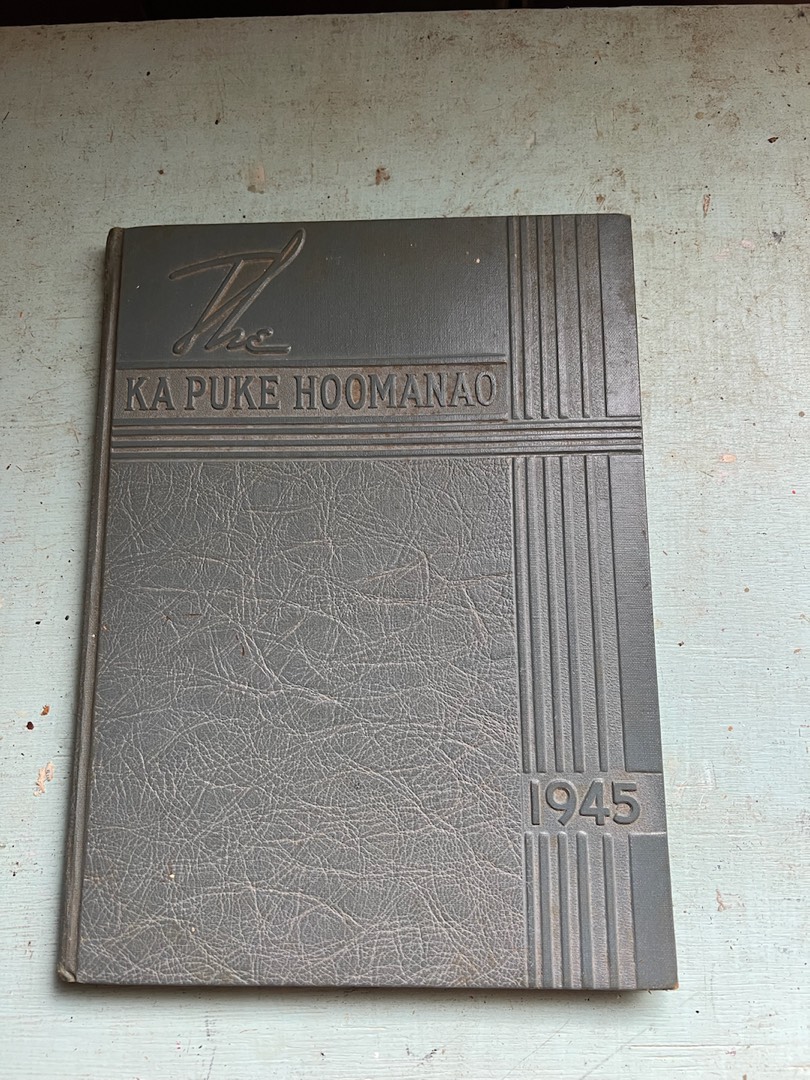 The
KA PUKE HOOMANAO
1945